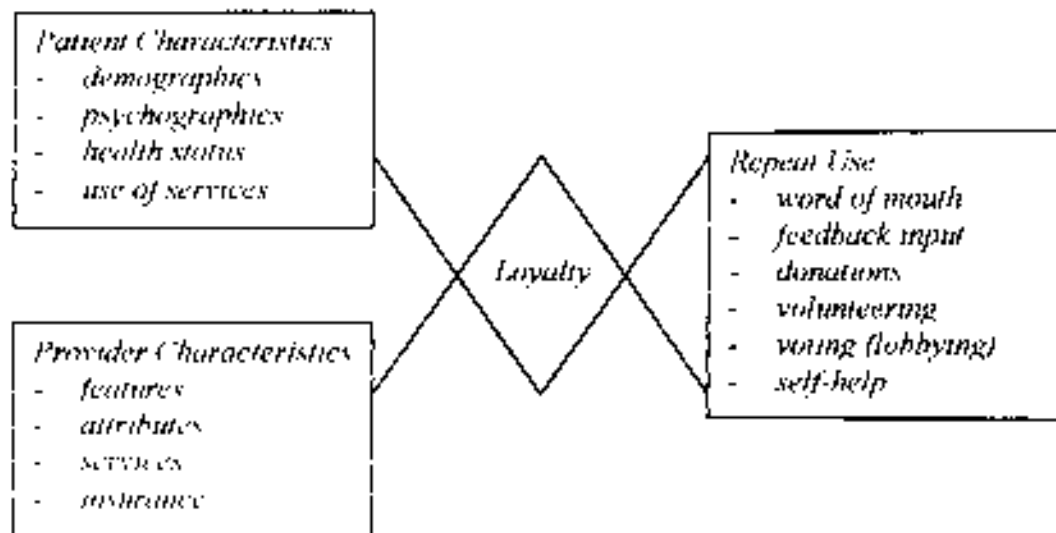 Patient Characteristics
- demographics
- psychographics
- health status
- use of services
Provider Characteristics
- features
- attributes
- services
- insurance
Loyalty
Repeat Use
- word of mouth
- feedback input
- donations
- volunteering
- voting (lobbying)
- self-help